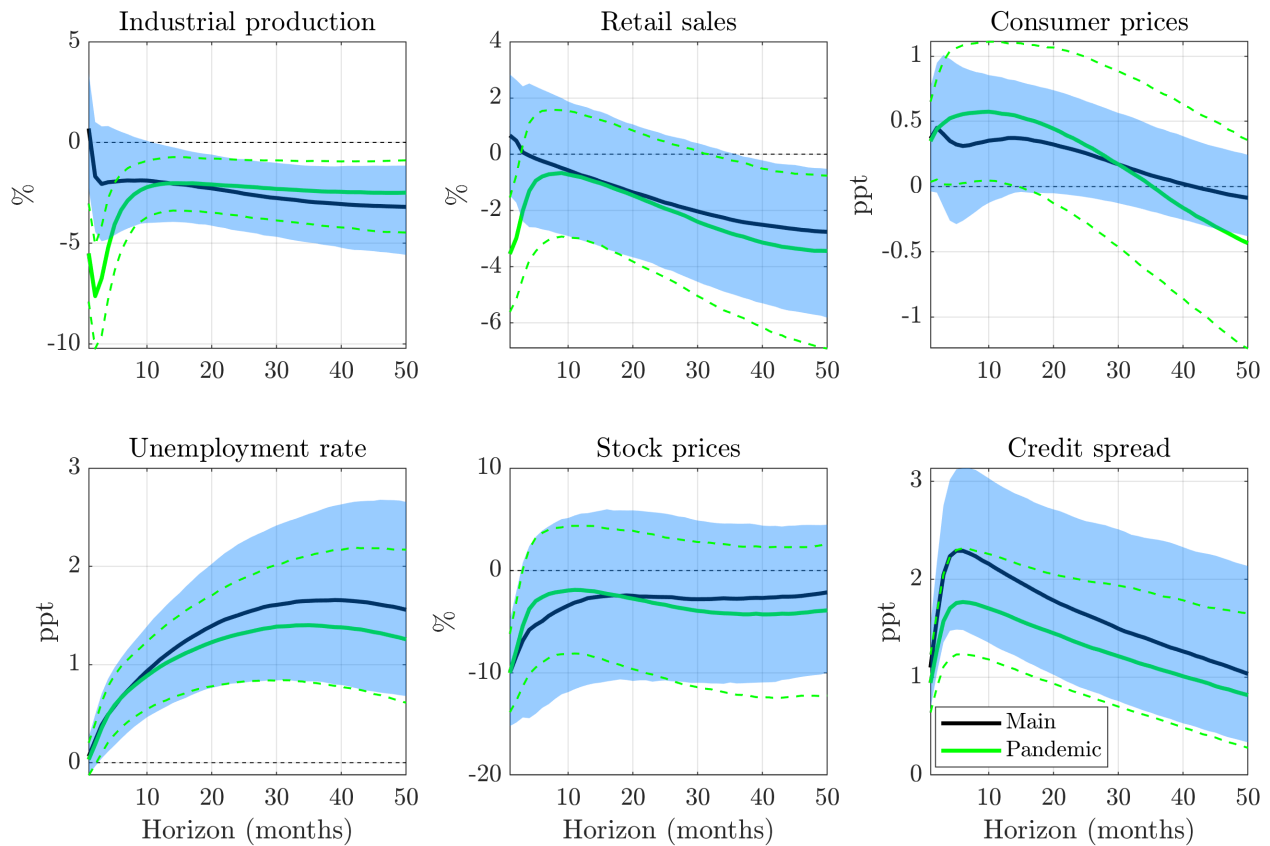 Industrial production
5
0
-5
-10
%
10 20 30 40 50
Retail sales
4
2
0
-2
-4
-6
%
10 20 30 40 50
Consumer prices
1
0.5
0
-0.5
-1
ppt
10 20 30 40 50
Unemployment rate
3
2
1
0
ppt
10 20 30 40 50
Horizon (months)
Stock prices
10
0
-10
-20
%
10 20 30 40 50
Horizon (months)
Credit spread
3
2
1
0
ppt
Main
Pandemic
10 20 30 40 50
Horizon (months)